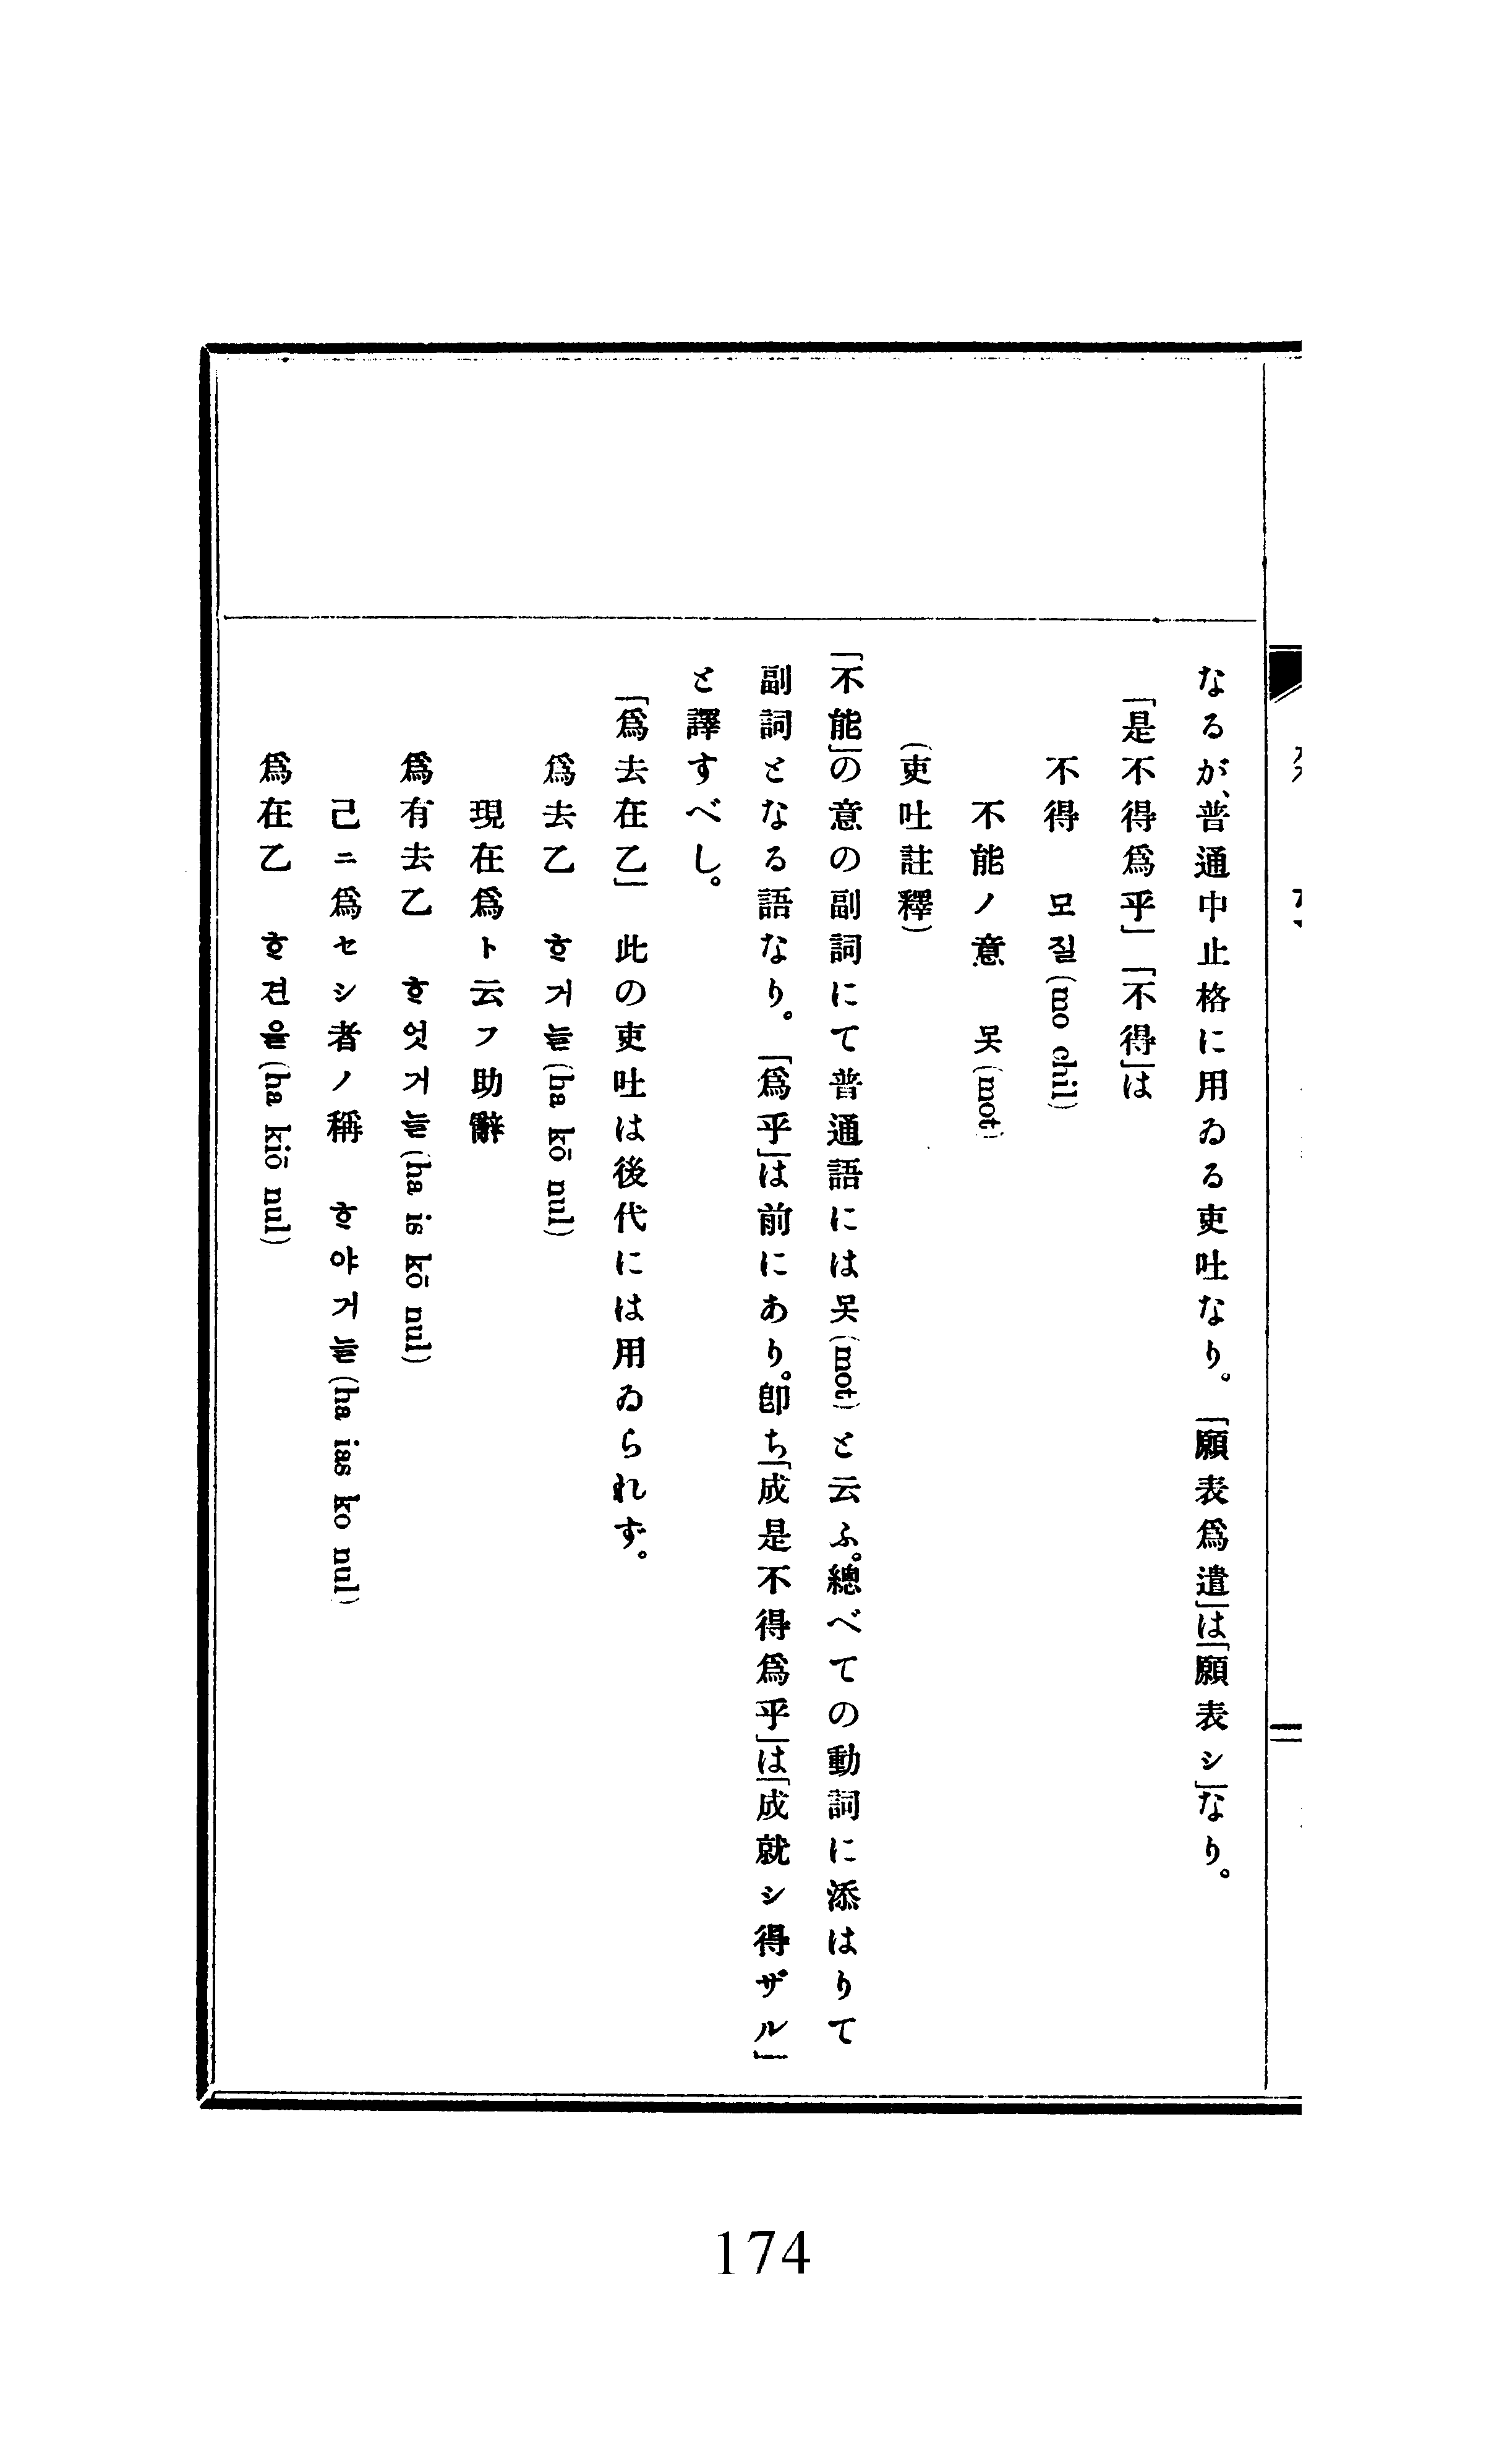 なるが、普通中止格に用ゐる吏吐なり。「願表爲遣」は「願表シ」なり。
「是不得爲乎」「不得」は
不得　모질(mo chil)
不能ノ意　못(mot)
(吏吐註釋)
「不能」の意の副詞にて普通語には못(mot)と云ふ。總べての動詞に添はりて
副詞となる語なり。「爲乎」は前にあり。卽ち「成是不得爲乎」は「成就シ得ザル」
と譯すべし。
「爲去在乙」　此の吏吐は後代には用ゐられず。
爲去乙　ᄒᆞ거늘(ha kŏ nul)
現在爲ト云フ助辭
爲有去乙　ᄒᆞ잇거늘(ha is kŏ nul)
己ニ爲セシ者ノ稱　ᄒᆞ야거늘(ha ias ko nul)
爲在乙　ᄒᆞ견을(ha kiŏ nul)
174